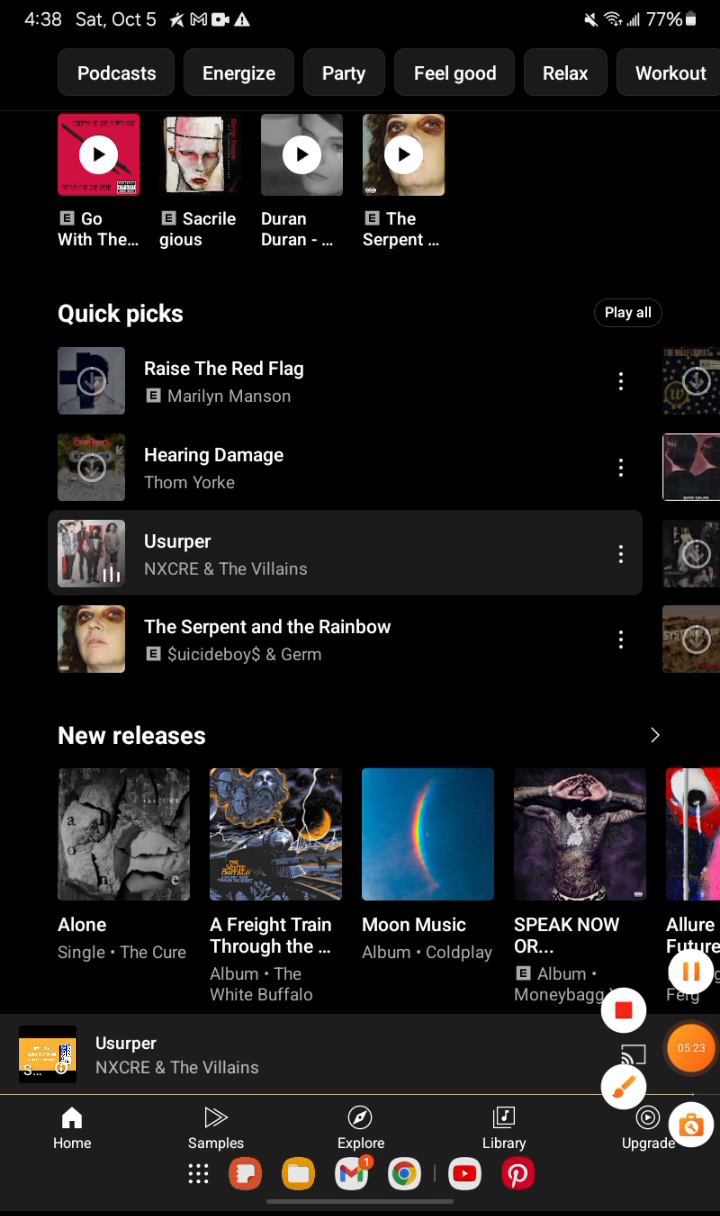 4:38 Sat, Oct 5 77%
Podcasts Energize Party Feel good Relax Workout
E Go With The…
E Sacrile gious
Duran Duran - …
E The Serpent …
Quick picks Play all
Raise The Red Flag
E Marilyn Manson
Hearing Damage
Thom Yorke
Usurper
NXCRE & The Villains
The Serpent and the Rainbow
E $uicideboy$ & Germ
New releases
Alone
Single • The Cure
A Freight Train
Through the …
Album • The
White Buffalo
Moon Music
Album • Coldplay
SPEAK NOW
OR...
E Album •
Moneybagg
Allure
Future
Ferg
05:23
Usurper
NXCRE & The Villains
S...
Home Samples Explore Library Upgrade
1